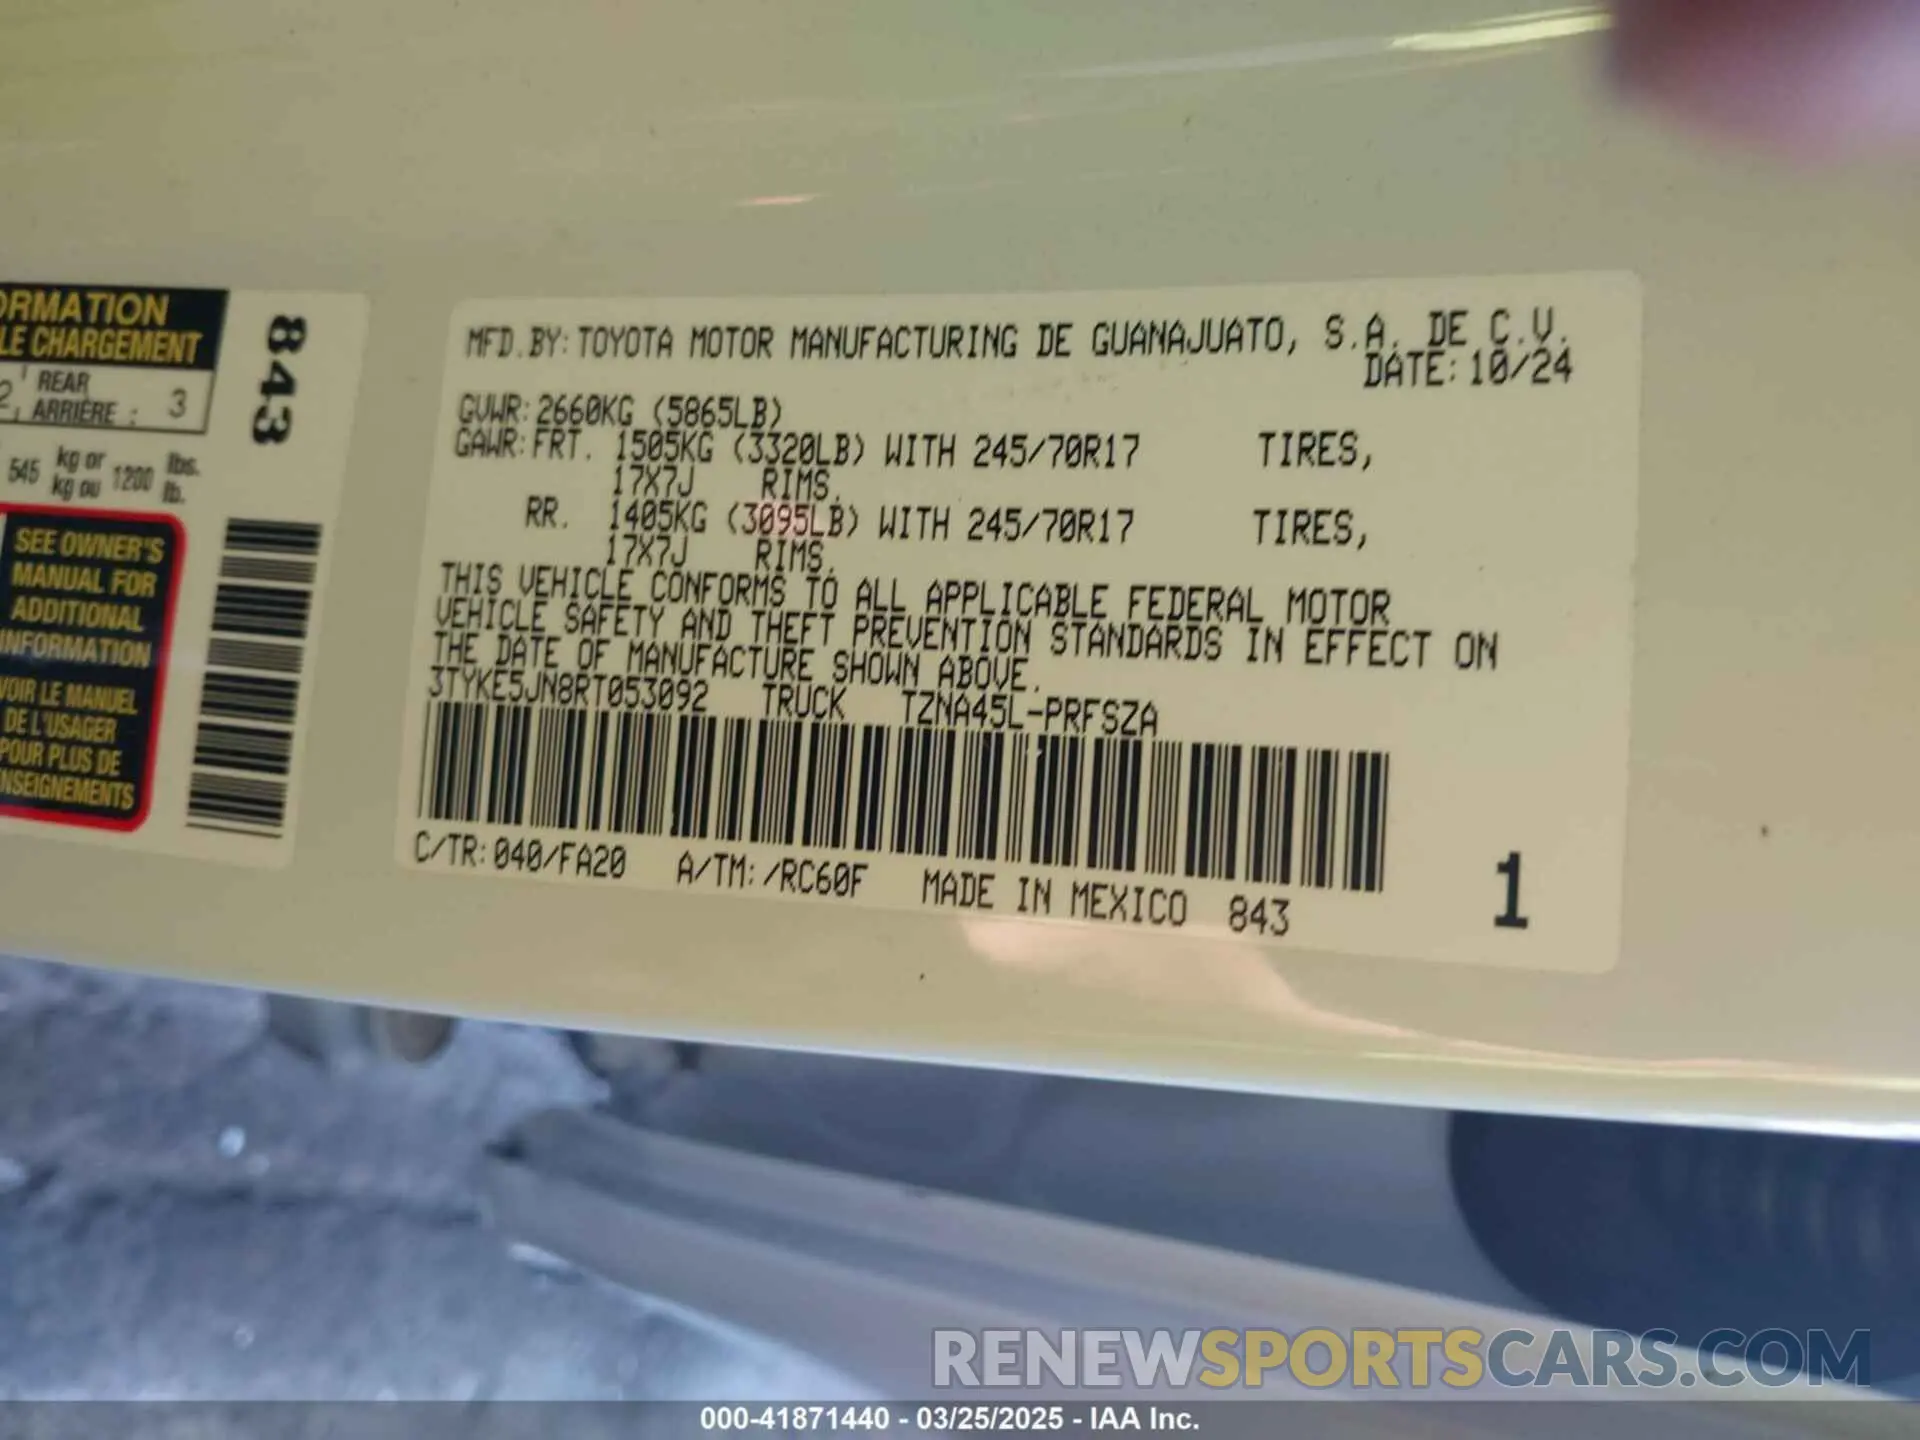 ORMATION
LE CHARGEMENT
2, REAR
ARRIÈRE : 3
545 kg or 1200 lbs.
kg ou lb.
SEE OWNER'S
MANUAL FOR
ADDITIONAL
INFORMATION
VOIR LE MANUEL
DE L'USAGER
POUR PLUS DE
NSEIGNEMENTS
843
MFD.BY:TOYOTA MOTOR MANUFACTURING DE GUANAJUATO, S.A. DE C.V.
DATE:10/24
GVWR:2660KG (5865LB)
GAWR:FRT. 1505KG (3320LB) WITH 245/70R17 TIRES,
17X7J RIMS,
RR. 1405KG (3095LB) WITH 245/70R17 TIRES,
17X7J RIMS.
THIS VEHICLE CONFORMS TO ALL APPLICABLE FEDERAL MOTOR
VEHICLE SAFETY AND THEFT PREVENTION STANDARDS IN EFFECT ON
THE DATE OF MANUFACTURE SHOWN ABOVE.
3TYKE5JN8RT053092 TRUCK TZNA45L-PRFSZA
C/TR:040/FA20 A/TM:/RC60F MADE IN MEXICO 843
1
RENEWSPORTSCARS.COM
000-41871440 - 03/25/2025 - IAA Inc.